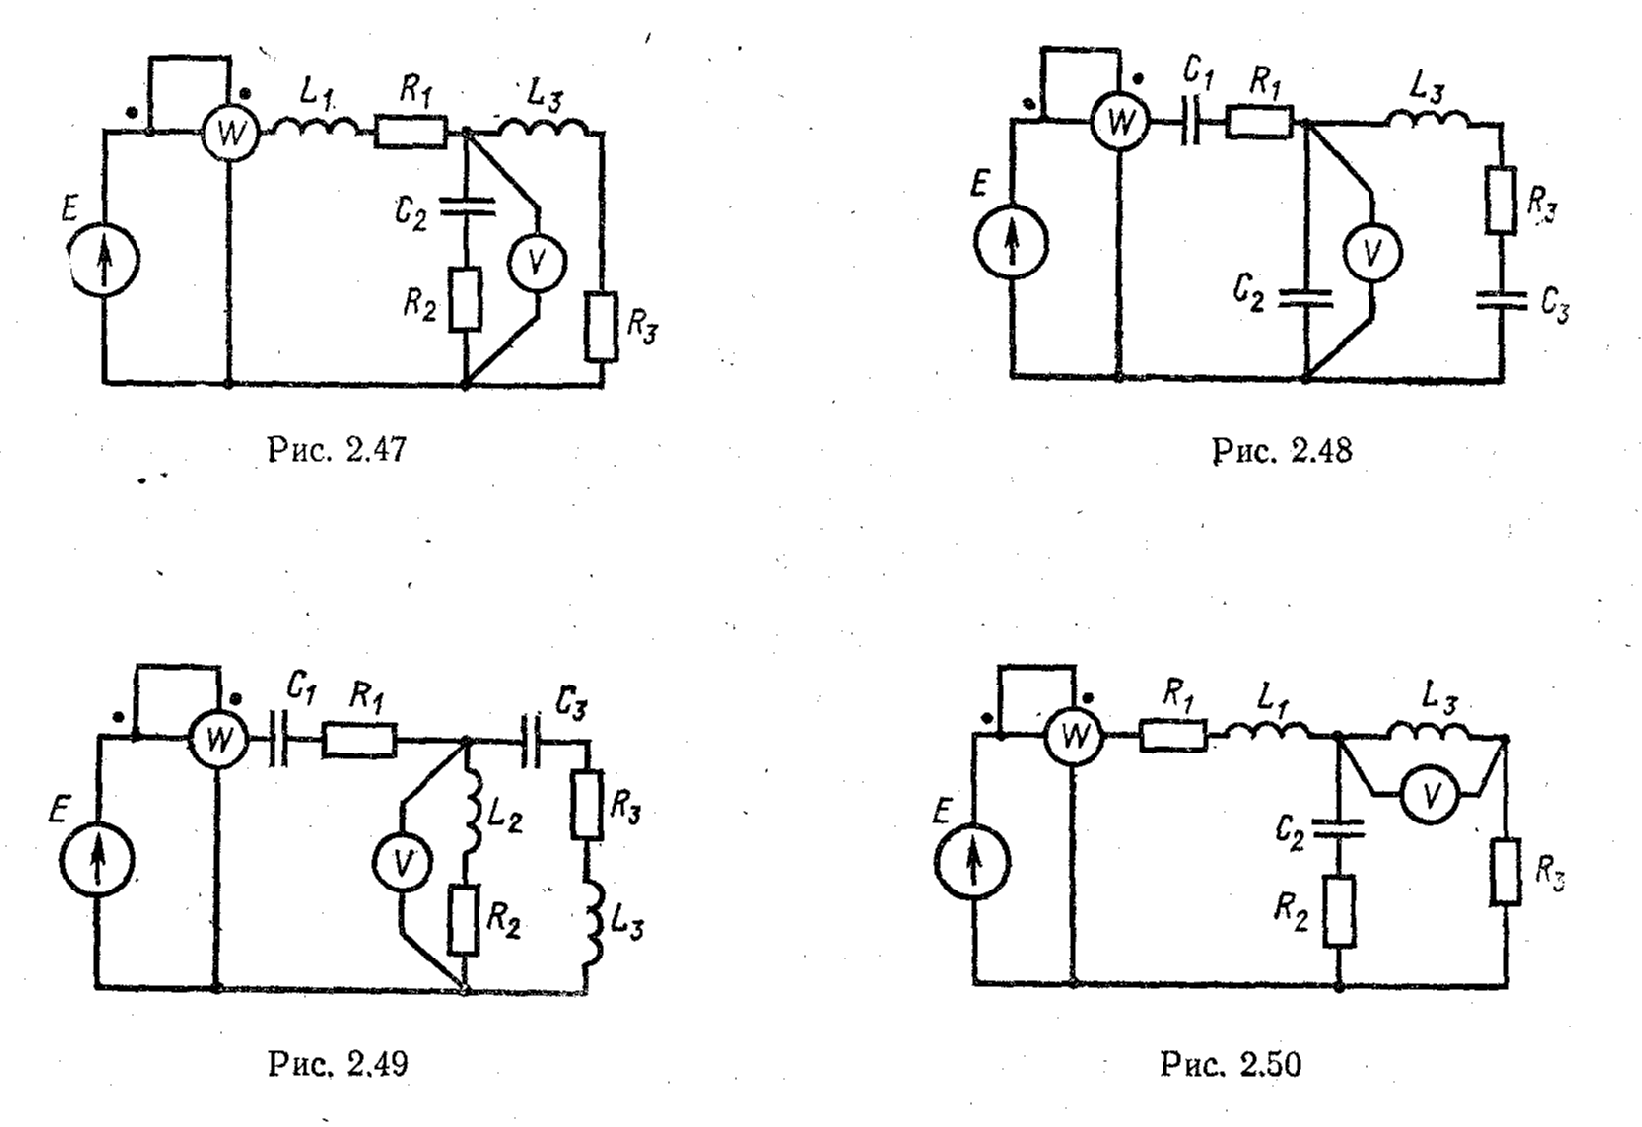 L1 R1 L3
W
E
C2
V
R2
R3
Рис. 2.47
C1 R1 L3
W
E
R3
V
C2
C3
Рис. 2.48
C1 R1 C3
W
E
L2
R3
V
R2
L3
Рис. 2.49
R1 L1 L3
W
V
E
C2
R3
R2
Рис. 2.50